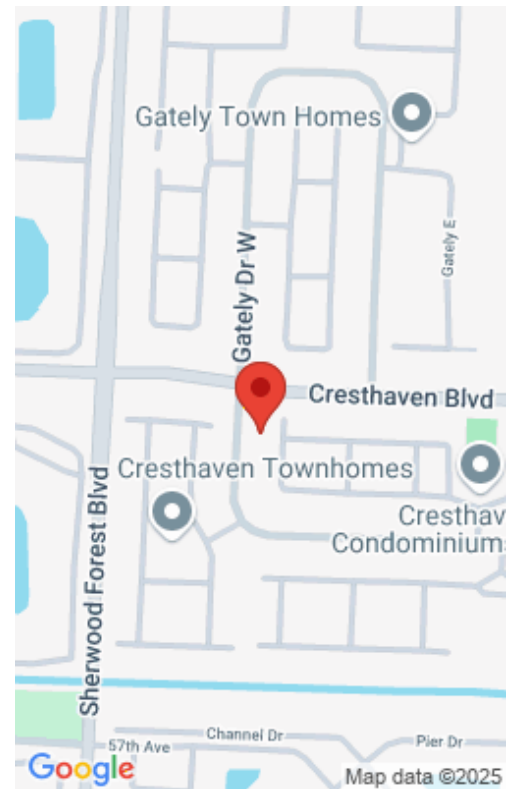 Gately Town Homes
Gately E
Gately Dr W
Cresthaven Blvd
Cresthaven Townhomes
Cresthav
Condominiums
Sherwood Forest Blvd
Channel Dr
57th Ave
Pier Dr
Google
Map data ©2025